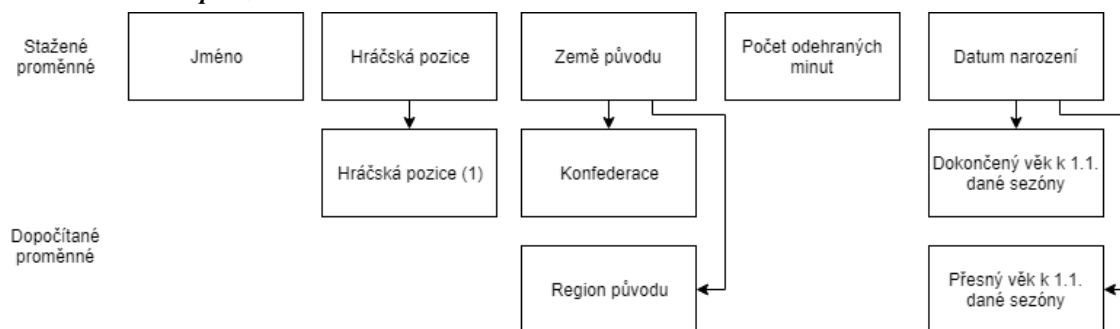 Stažené
proměnné
Jméno
Hráčská pozice
Země původu
Počet odehraných
minut
Datum narození
Hráčská pozice (1)
Konfederace
Dokončený věk k 1.1.
dané sezóny
Dopočítané
proměnné
Region původu
Přesný věk k 1.1.
dané sezóny